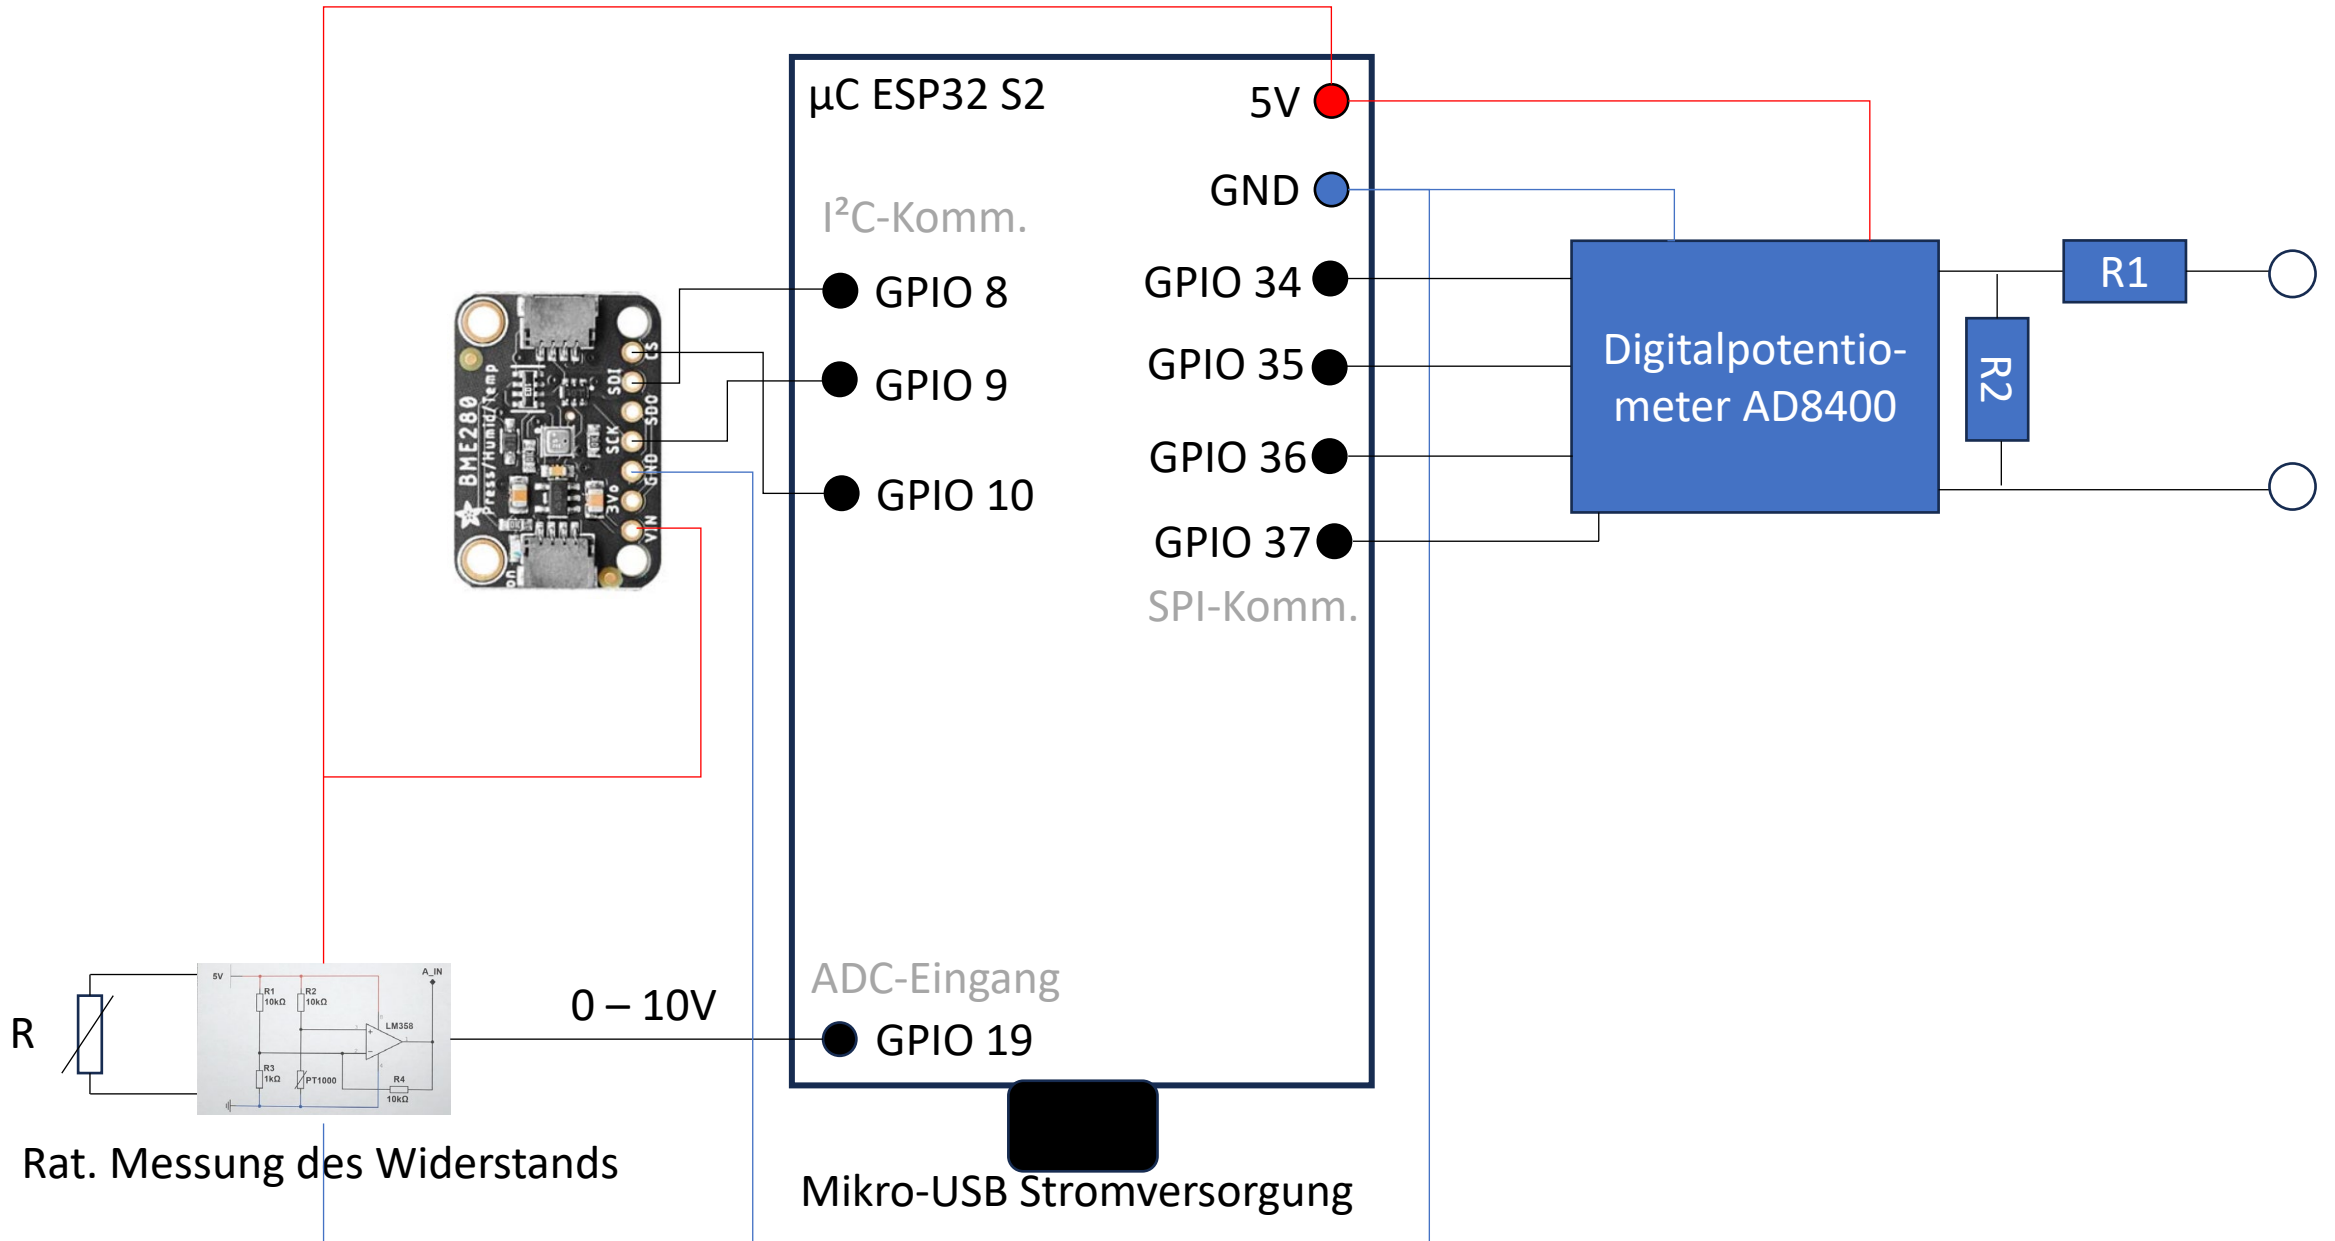 µC ESP32 S2
5V
GND
I²C-Komm.
GPIO 8
GPIO 9
GPIO 10
GPIO 34
GPIO 35
GPIO 36
GPIO 37
SPI-Komm.
Digitalpotentio-
meter AD8400
R1
R2
BME280
Press/Humid/Temp
CS
SDI
SDO
SCK
GND
3Vo
VIN
on
ADC-Eingang
GPIO 19
0 – 10V
R
5V
A_IN
R1
10kΩ
R2
10kΩ
LM358
R3
1kΩ
PT1000
R4
10kΩ
Rat. Messung des Widerstands
Mikro-USB Stromversorgung